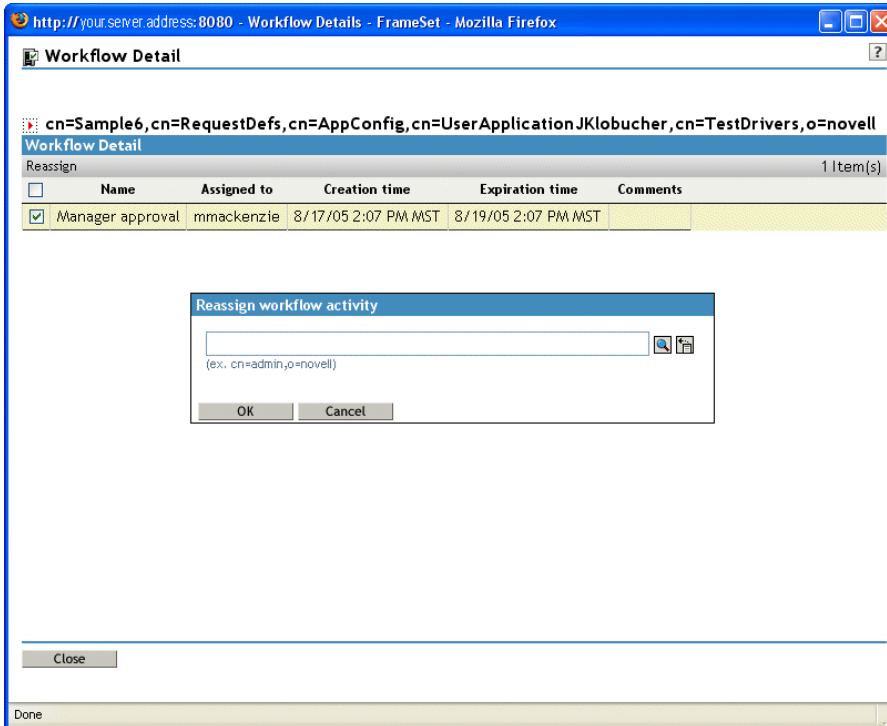 http://your.server.address:8080 - Workflow Details - FrameSet - Mozilla Firefox
Workflow Detail
?
cn=Sample6,cn=RequestDefs,cn=AppConfig,cn=UserApplicationJKlobucher,cn=TestDrivers,o=novell
Workflow Detail
Reassign 1 Item(s)
Name Assigned to Creation time Expiration time Comments
Manager approval mmackenzie 8/17/05 2:07 PM MST 8/19/05 2:07 PM MST
Reassign workflow activity
(ex. cn=admin,o=novell)
OK Cancel
Close
Done